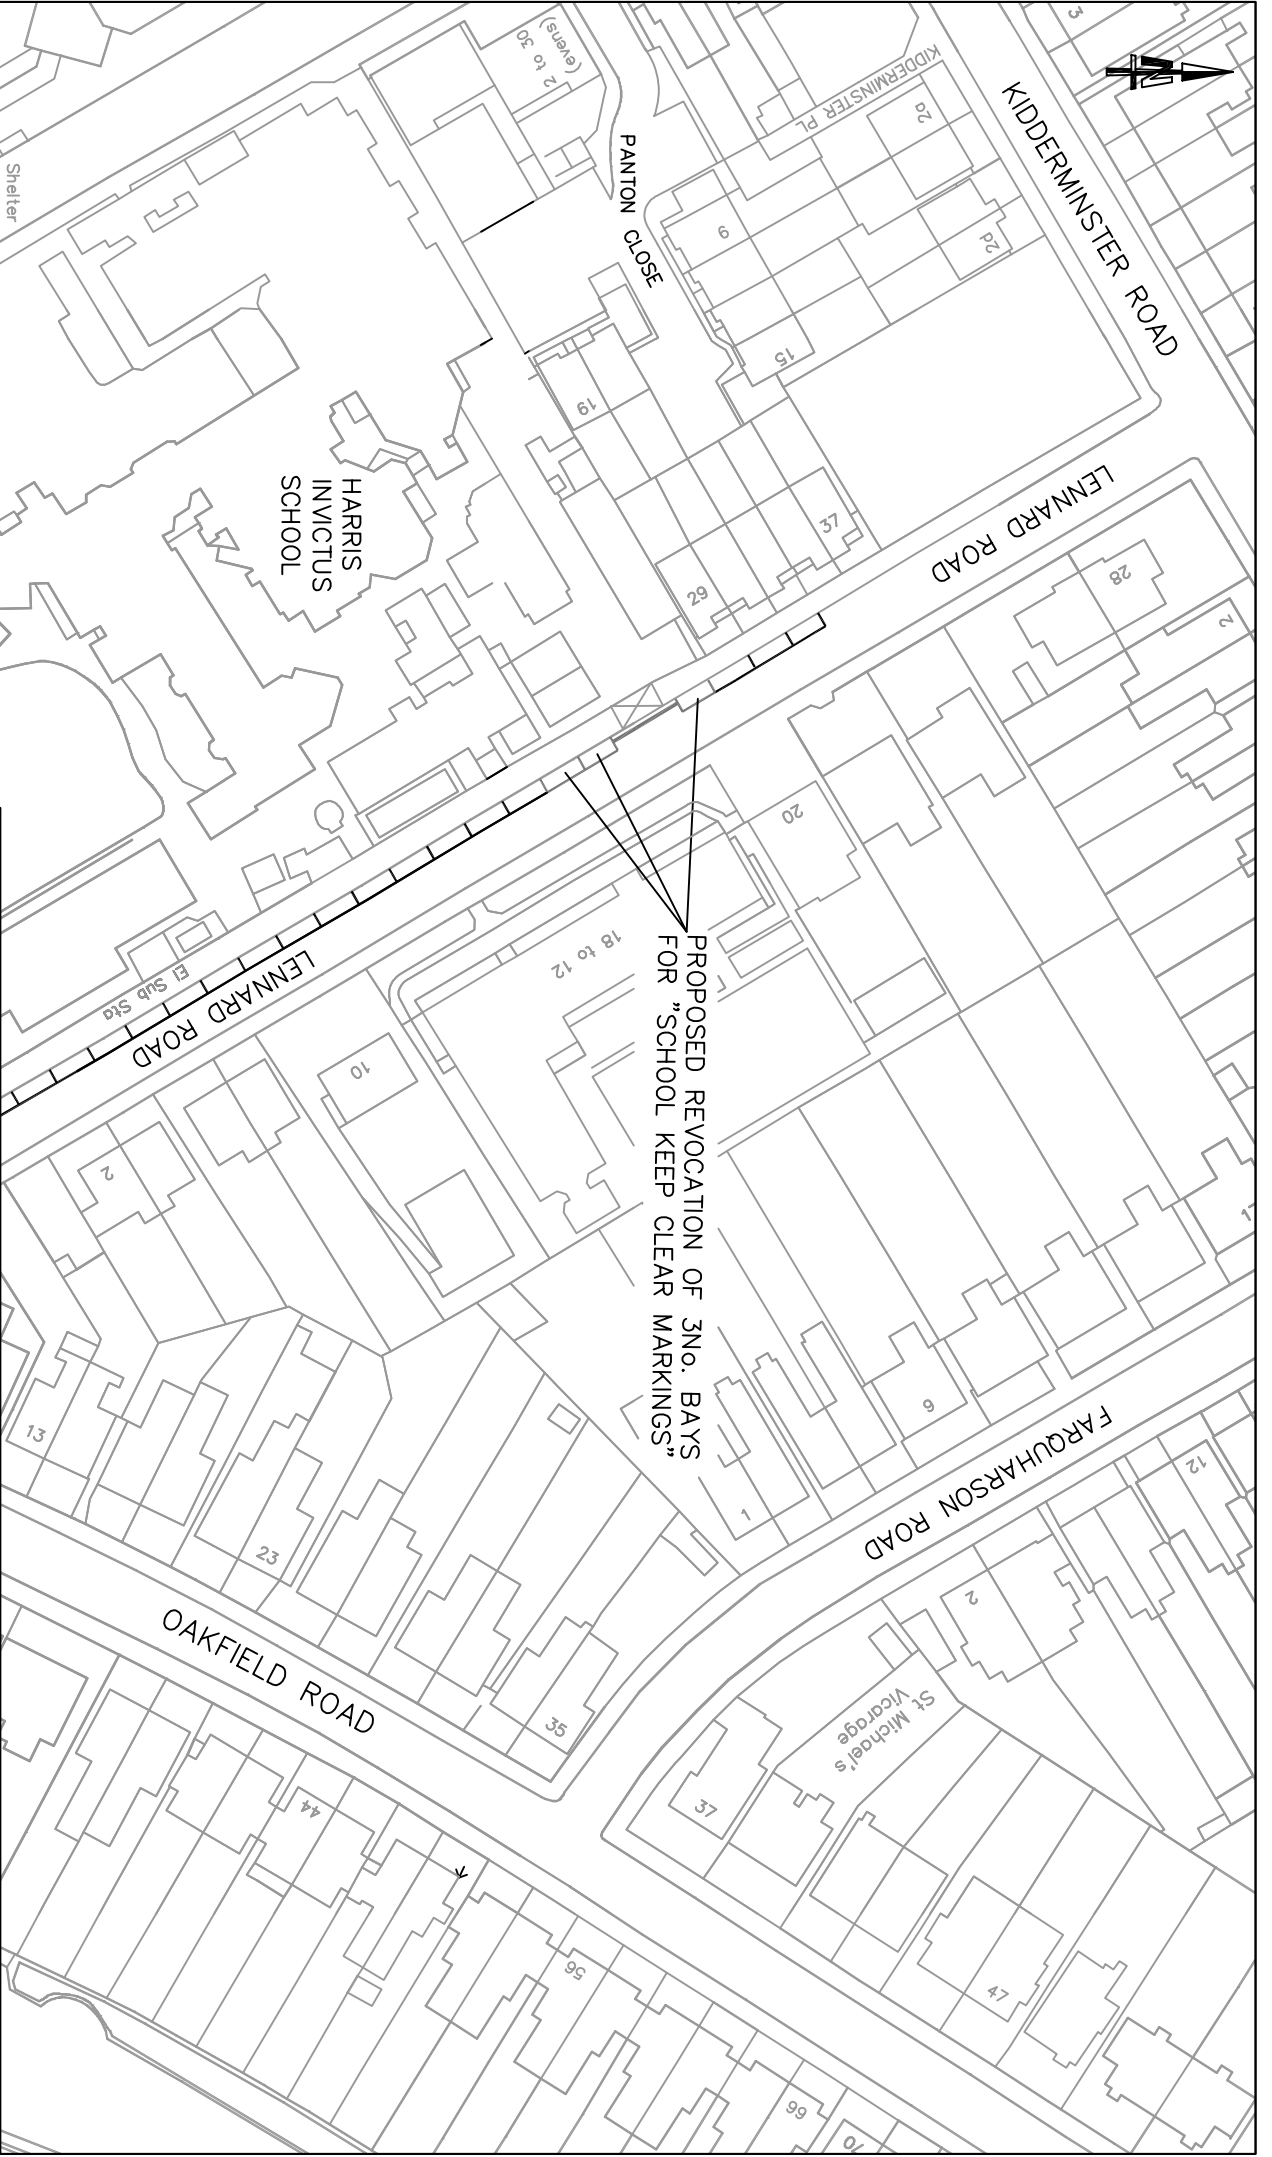 N
KIDDERMINSTER ROAD
3
KIDDERMINSTER PL
2a
2d
2 to 30
(evens)
PANTON CLOSE
9
15
19
37
29
Shelter
HARRIS
INVICTUS
SCHOOL
LENNARD ROAD
28
2
20
18 to 12
PROPOSED REVOCATION OF 3No. BAYS
FOR "SCHOOL KEEP CLEAR MARKINGS"
El Sub Sta
LENNARD ROAD
10
2
17
9
1
FARQUHARSON ROAD
12
2
St Michael's
Vicarage
13
23
35
37
OAKFIELD ROAD
44
56
47
66
70